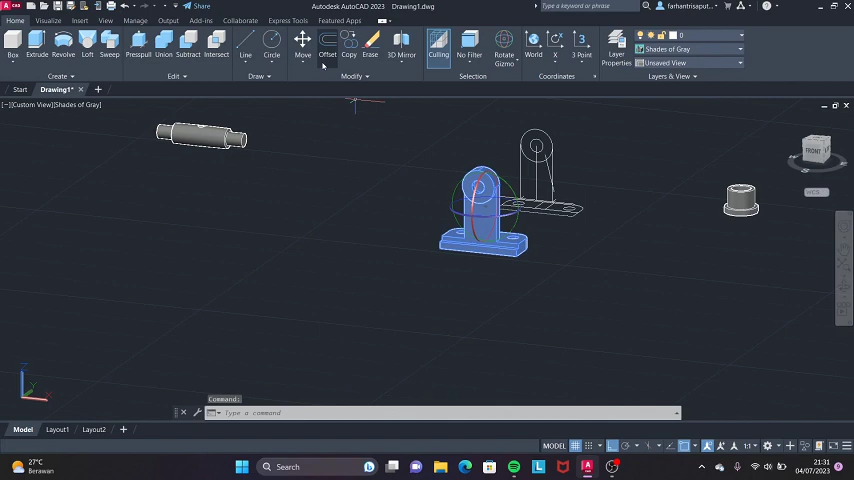 CAD
Share
Autodesk AutoCAD 2023 Drawing1.dwg
Type a keyword or phrase
farhantrisaput...
Home Visualize Insert View Manage Output Add-ins Collaborate Express Tools Featured Apps
Box Extrude Revolve Loft Sweep Presspull Union Subtract Intersect Line Circle Move Offset Copy Erase 3D Mirror Culling No Filter Rotate Gizmo World X 3 Point Layer Properties
0
Shades of Gray
Unsaved View
Create Edit Draw Modify Selection Coordinates Layers & View
Start Drawing1*
[−][Custom View][Shades of Gray]
FRONT
WCS
Z
Y
X
Command:
Type a command
Model Layout1 Layout2
MODEL 1:1
27°C
Berawan
Search
21:31
04/07/2023